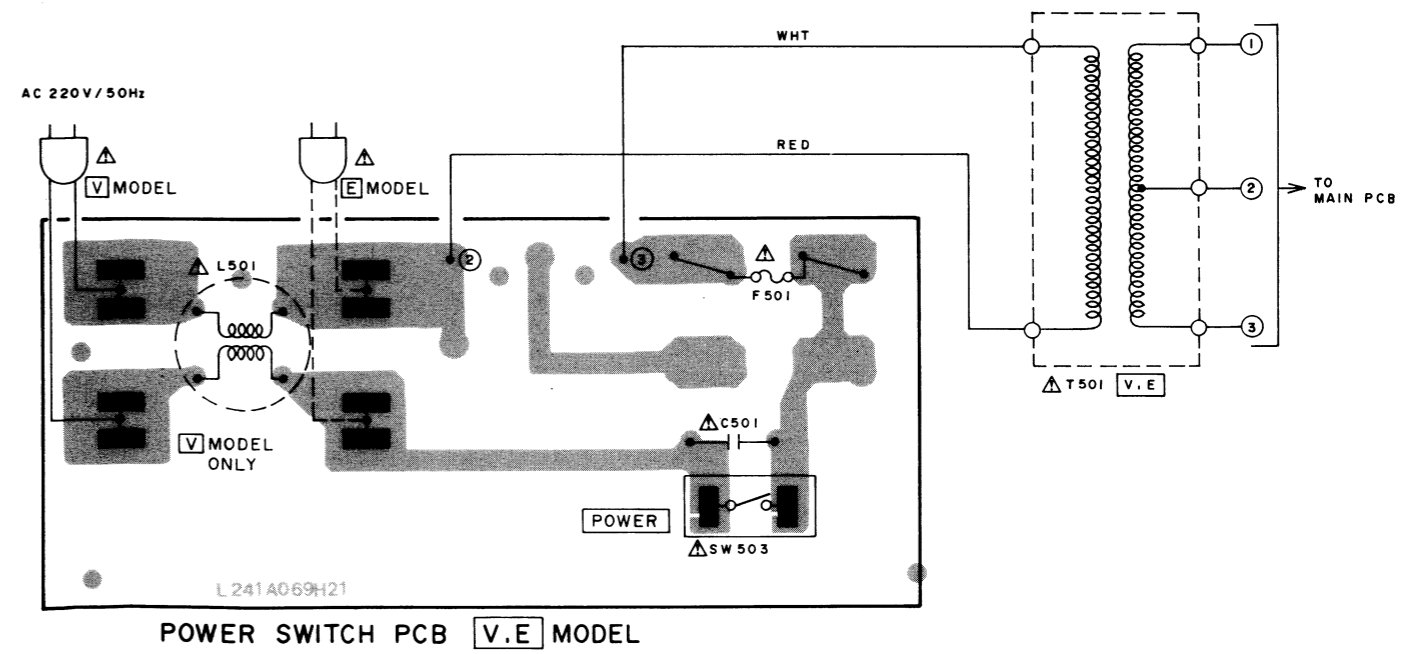 WHT
①
AC 220V/50Hz
RED
⚠
V MODEL
⚠
E MODEL
②
TO
MAIN PCB
②
③
⚠
F501
⚠ L501
③
⚠ T501 V.E
⚠ C501
V MODEL
ONLY
POWER
⚠ SW503
L241A069H21
POWER SWITCH PCB V.E MODEL